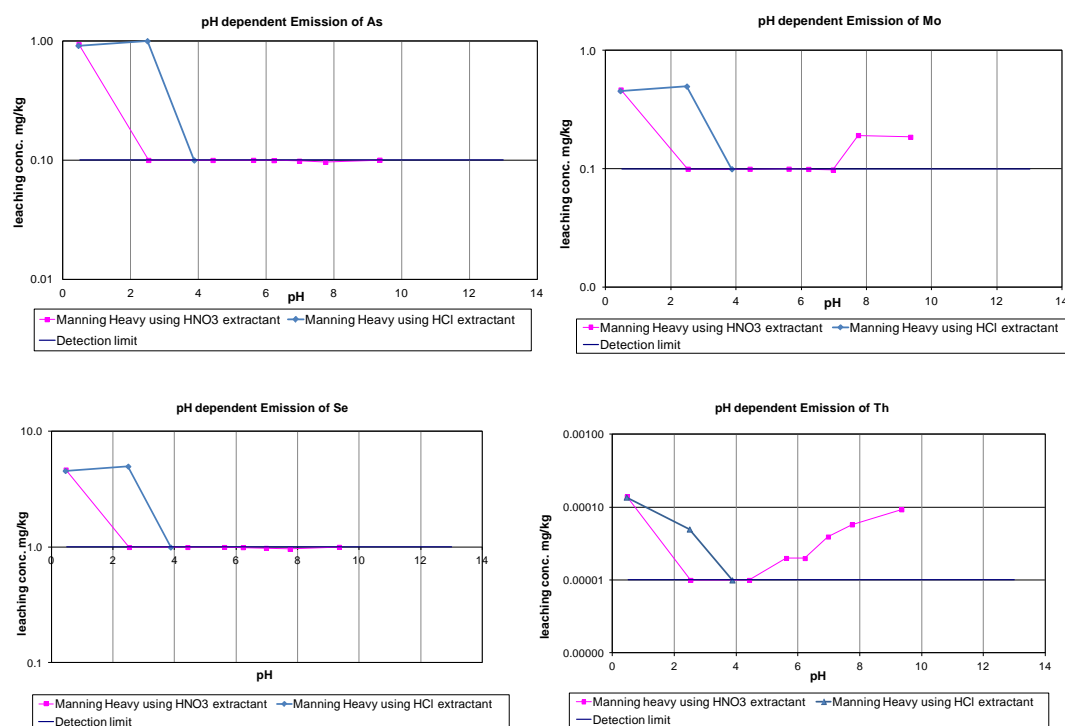 pH dependent Emission of As
1.00
0.10
0.01
leaching conc. mg/kg
0 2 4 6 8 10 12 14
pH
Manning Heavy using HNO3 extractant Manning Heavy using HCl extractant
Detection limit
pH dependent Emission of Mo
1.0
0.1
0.0
leaching conc. mg/kg
0 2 4 6 8 10 12 14
pH
Manning Heavy using HNO3 extractant Manning Heavy using HCl extractant
Detection limit
pH dependent Emission of Se
10.0
1.0
0.1
leaching conc. mg/kg
0 2 4 6 8 10 12 14
pH
Manning Heavy using HNO3 extractant Manning Heavy using HCl extractant
Detection limit
pH dependent Emission of Th
0.00100
0.00010
0.00001
0.00000
leaching conc. mg/kg
0 2 4 6 8 10 12 14
pH
Manning heavy using HNO3 extractant Manning Heavy using HCl extractant
Detection limit